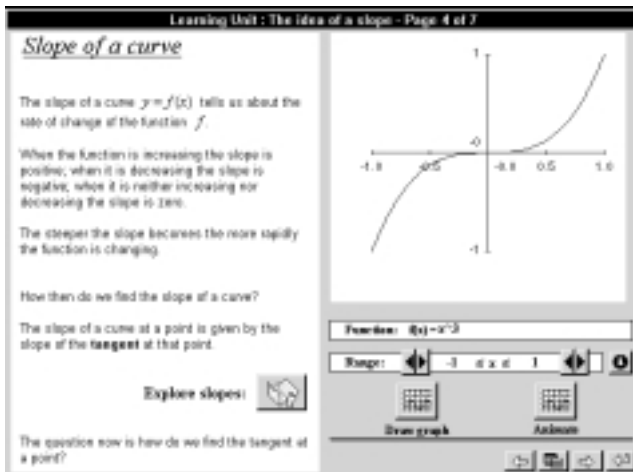 Learning Unit : The idea of a slope - Page 4 of 7
Slope of a curve
The slope of a curve y = f(x) tells us about the
rate of change of the function f.
When the function is increasing the slope is
positive; when it is decreasing the slope is
negative; when it is neither increasing nor
decreasing the slope is zero.
The steeper the slope becomes the more rapidly
the function is changing.
How then do we find the slope of a curve?
The slope of a curve at a point is given by the
slope of the tangent at that point.
Explore slopes:
The question now is how do we find the tangent at
a point?
1
-0
-1.0 -0.5 -0.0 0.5 1.0
-1
Function: f(x)=x^3
Range: -1 ≤ x ≤ 1
Draw graph Animate